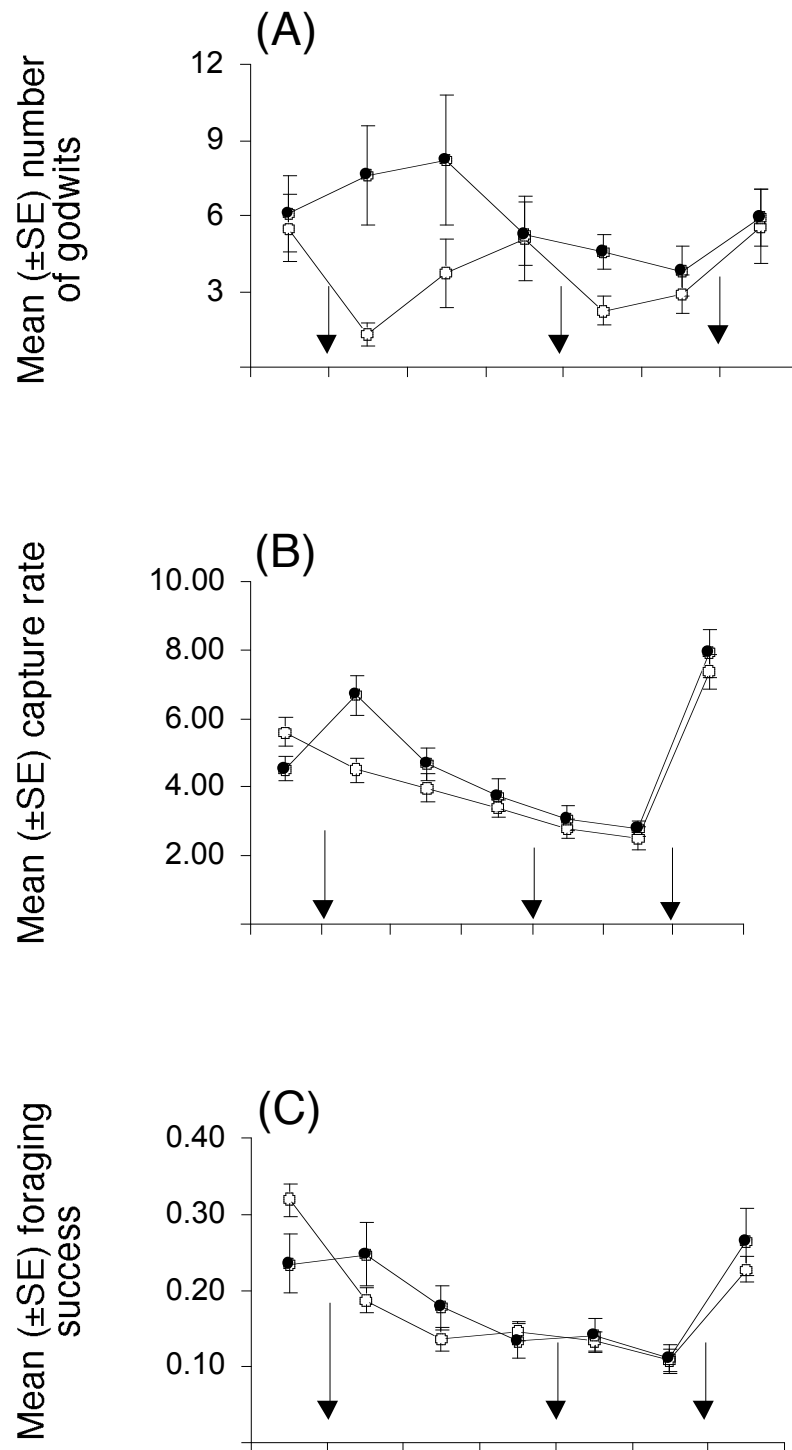 (A)
Mean (±SE) number
of godwits
12
9
6
3
(B)
Mean (±SE) capture rate
10.00
8.00
6.00
4.00
2.00
(C)
Mean (±SE) foraging
success
0.40
0.30
0.20
0.10